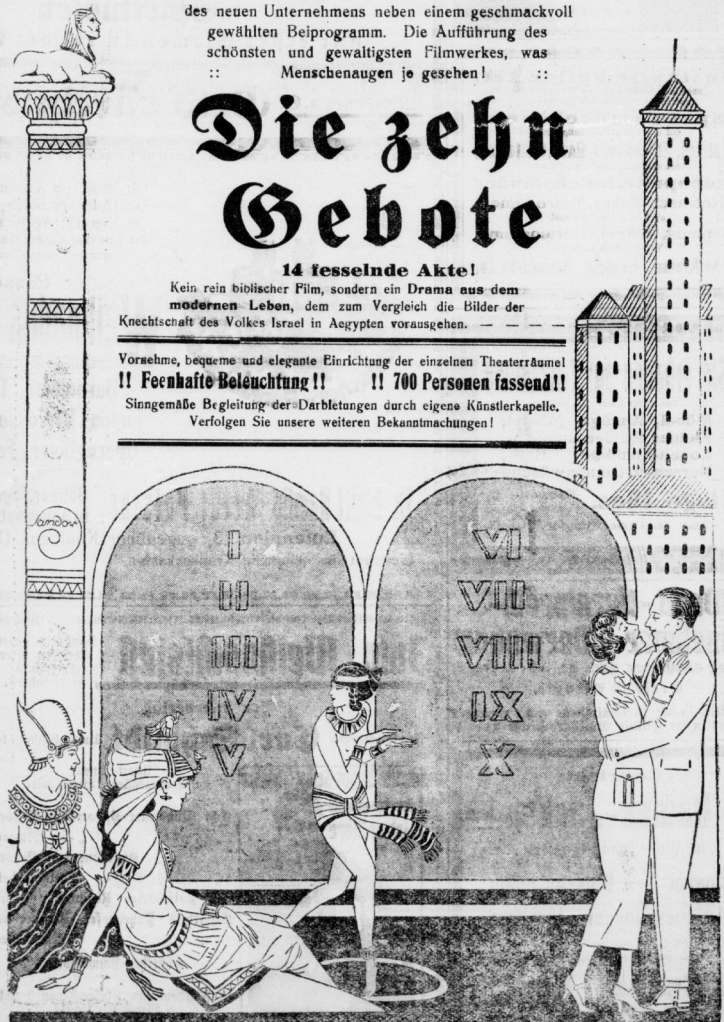 des neuen Unternehmens neben einem geschmackvoll
gewählten Beiprogramm. Die Aufführung des
schönsten und gewaltigsten Filmwerkes, was
:: Menschenaugen je gesehen! ::
Die zehn
Gebote
14 fesselnde Akte!
Kein rein biblischer Film, sondern ein Drama aus dem
modernen Leben, dem zum Vergleich die Bilder der
Knechtschaft des Volkes Israel in Aegypten vorausgehen.
Vornehme, bequeme und elegante Einrichtung der einzelnen Theaterräume!
!! Feenhafte Beleuchtung!! !! 700 Personen fassend!!
Sinngemäße Begleitung der Darbietungen durch eigene Künstlerkapelle.
Verfolgen Sie unsere weiteren Bekanntmachungen!
Sandor
I
II
III
IV
V
VI
VII
VIII
IX
X